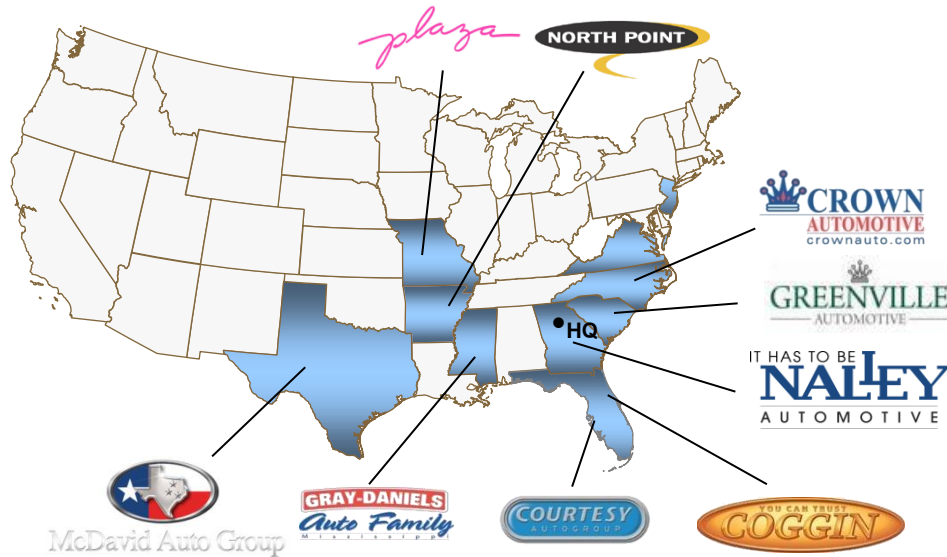 plaza
NORTH POINT
CROWN
AUTOMOTIVE
crownauto.com
GREENVILLE
AUTOMOTIVE
HQ
IT HAS TO BE
NALLEY
AUTOMOTIVE
McDavid Auto Group
GRAY-DANIELS
Auto Family
Mississippi
COURTESY
AUTOGROUP
YOU CAN TRUST
COGGIN